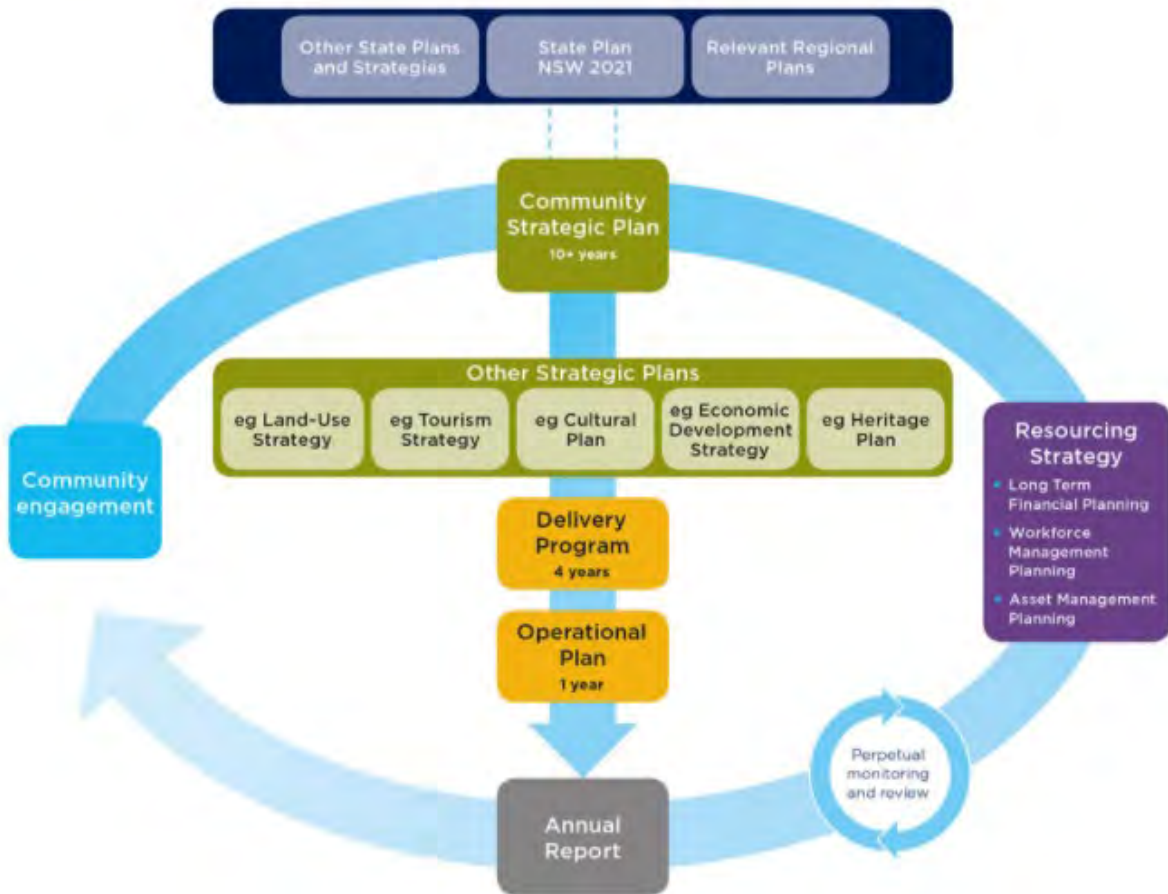 Other State Plans
and Strategies
State Plan
NSW 2021
Relevant Regional
Plans
Community
Strategic Plan
10+ years
Other Strategic Plans
eg Land-Use
Strategy
eg Tourism
Strategy
eg Cultural
Plan
eg Economic
Development
Strategy
eg Heritage
Plan
Community
engagement
Resourcing
Strategy
Long Term
Financial Planning
Workforce
Management
Planning
Asset Management
Planning
Delivery
Program
4 years
Operational
Plan
1 year
Perpetual
monitoring
and review
Annual
Report